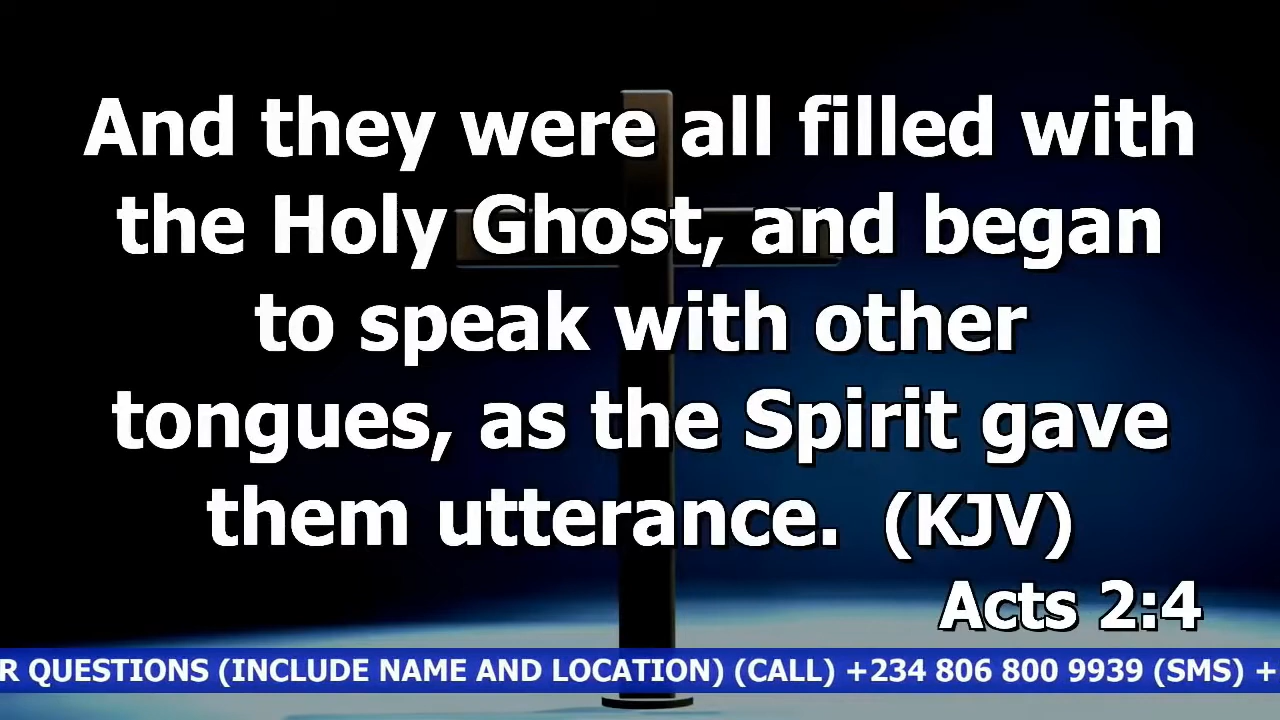 And they were all filled with
the Holy Ghost, and began
to speak with other
tongues, as the Spirit gave
them utterance. (KJV)
Acts 2:4
R QUESTIONS (INCLUDE NAME AND LOCATION) (CALL) +234 806 800 9939 (SMS) +